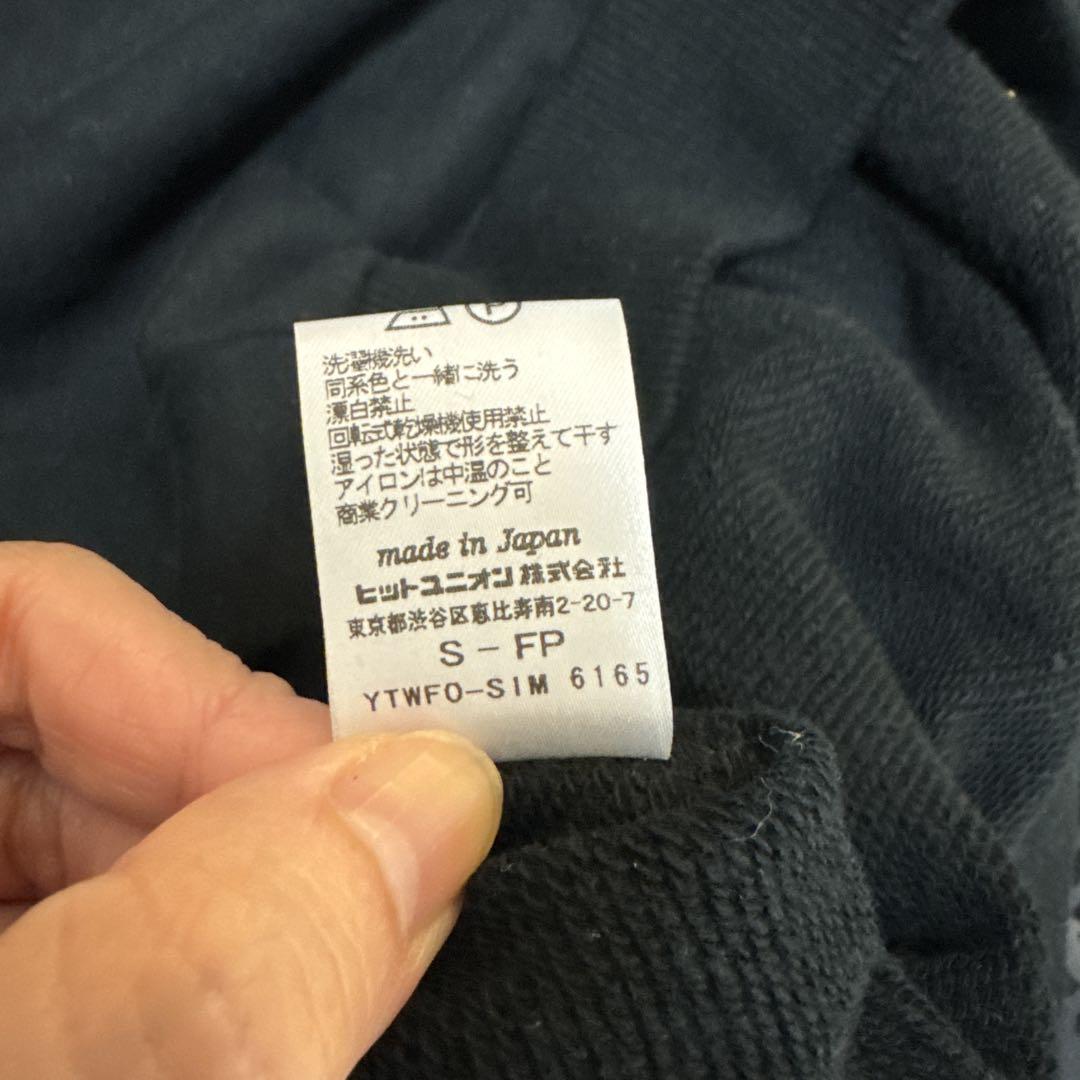 P
洗濯機洗い
同系色と一緒に洗う
漂白禁止
回転式乾燥機使用禁止
湿った状態で形を整えて干す
アイロンは中温のこと
商業クリーニング可
made in Japan
ヒットユニオン株式会社
東京都渋谷区恵比寿南2-20-7
S-FP
YTWFO-SIM 6165